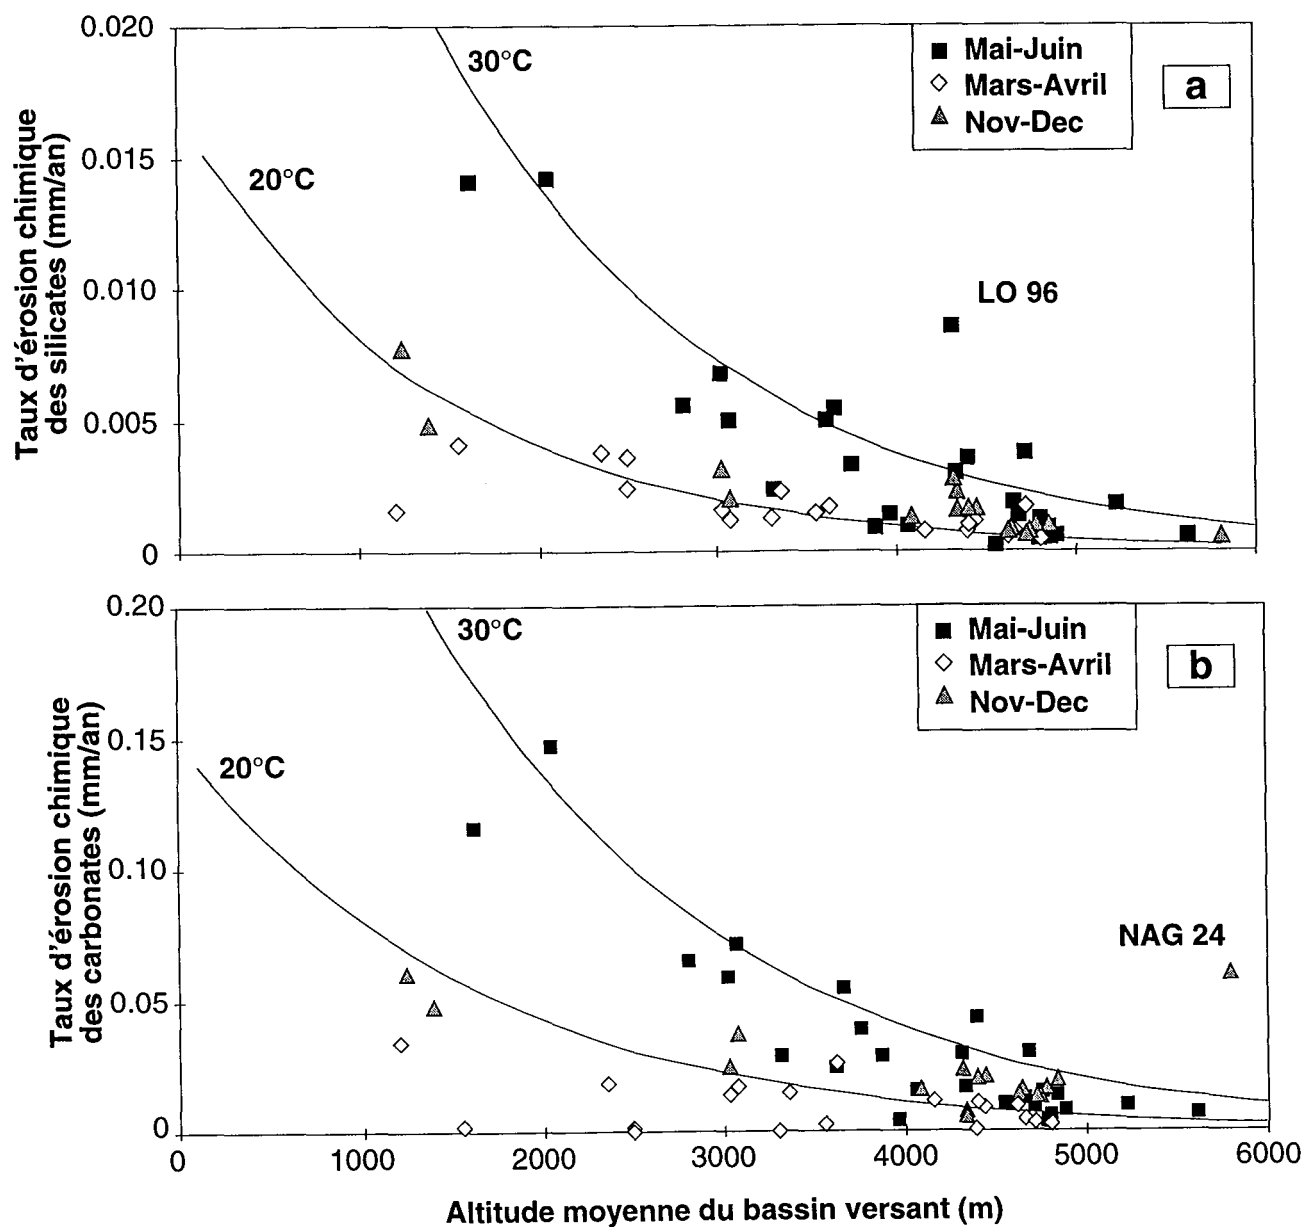 0.020
0.015
0.010
0.005
0
Taux d'érosion chimique
des silicates (mm/an)
30°C
20°C
Mai-Juin
Mars-Avril
Nov-Dec
a
LO 96
0.20
0.15
0.10
0.05
0
Taux d'érosion chimique
des carbonates (mm/an)
30°C
20°C
Mai-Juin
Mars-Avril
Nov-Dec
b
NAG 24
0 1000 2000 3000 4000 5000 6000
Altitude moyenne du bassin versant (m)